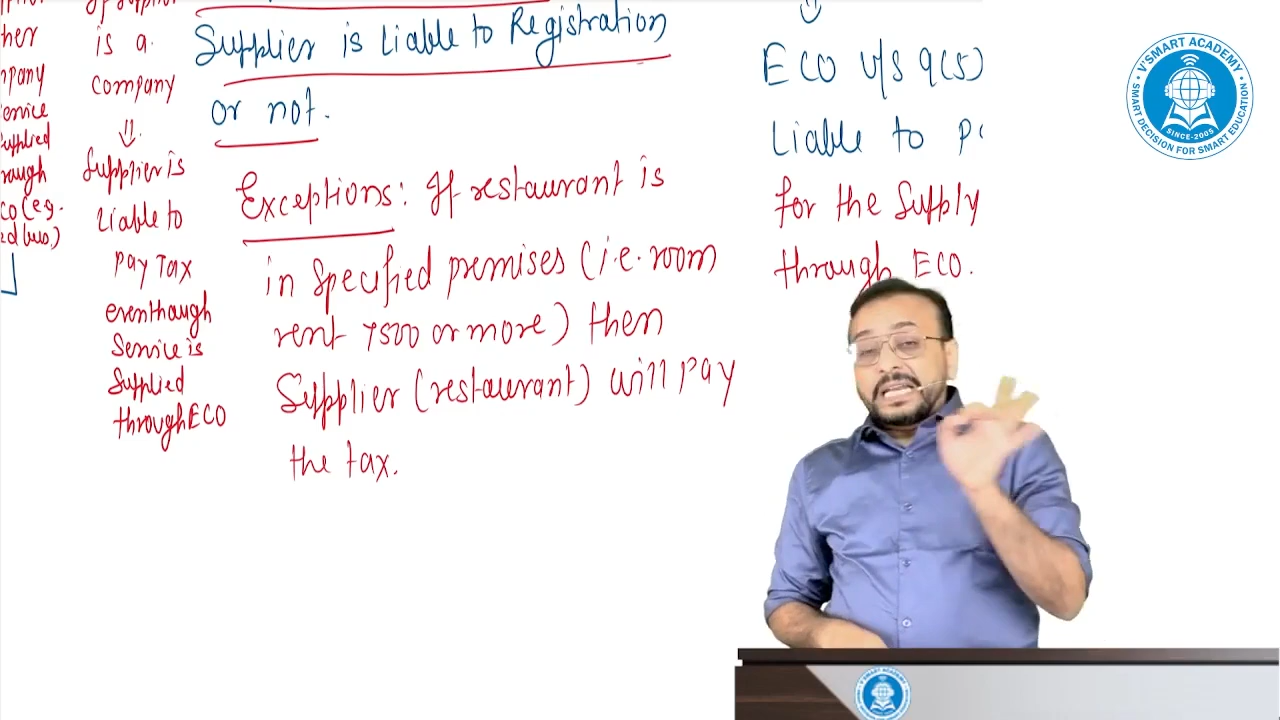 is a
company
Supplier is
Liable to
pay Tax
eventhough
Service is
Supplied
through ECO
Supplier is Liable to Registration
or not.
Exceptions: If restaurant is
in specified premises (i.e. room
rent 7500 or more) then
Supplier (restaurant) will pay
the tax.
ECO u/s 9(5)
Liable to
for the Supply
through ECO.
V'SMART ACADEMY
SINCE-2005
SMART DECISION FOR SMART EDUCATION